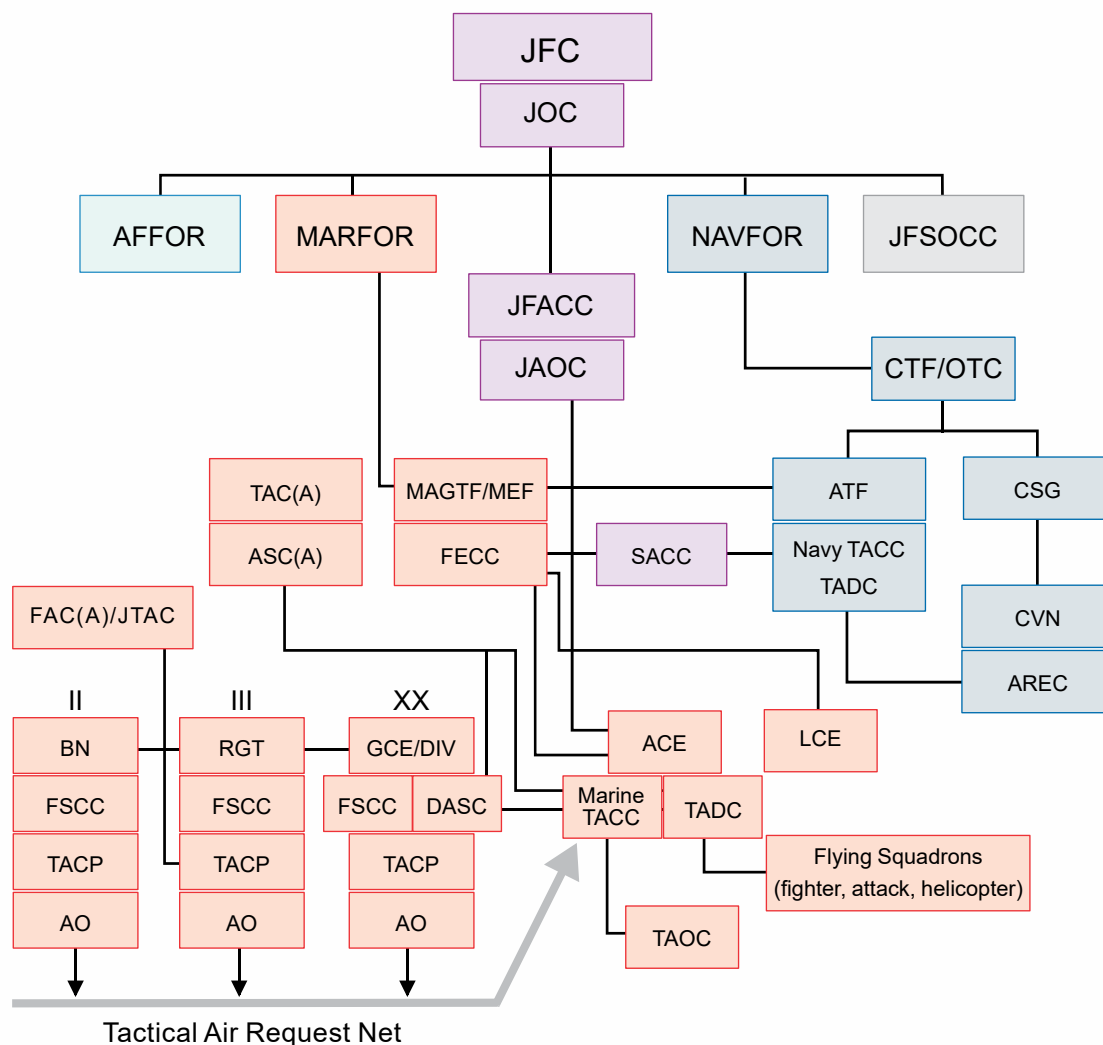 JFC
JOC
AFFOR
MARFOR
NAVFOR
JFSOCC
JFACC
JAOC
CTF/OTC
TAC(A)
MAGTF/MEF
ATF
CSG
ASC(A)
FECC
SACC
Navy TACC
TADC
FAC(A)/JTAC
CVN
AREC
II
III
XX
BN
RGT
GCE/DIV
ACE
LCE
FSCC
FSCC
FSCC
DASC
Marine
TACC
TADC
TACP
TACP
TACP
Flying Squadrons
(fighter, attack, helicopter)
AO
AO
AO
TAOC
Tactical Air Request Net